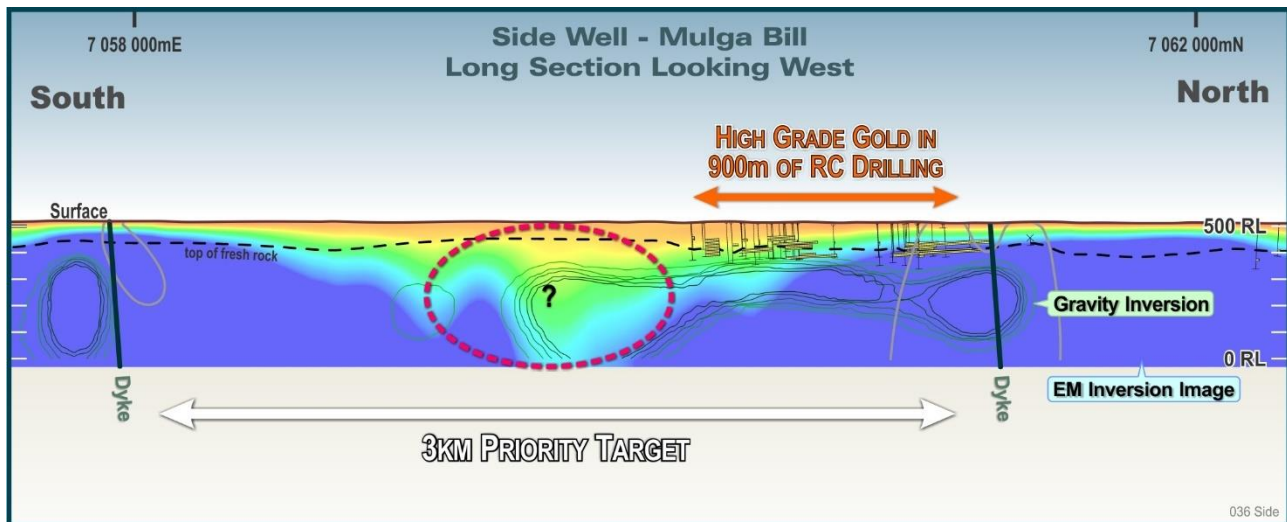 7 058 000mE
7 062 000mN
Side Well - Mulga Bill
Long Section Looking West
South
North
HIGH GRADE GOLD IN
900m OF RC DRILLING
Surface
500 RL
top of fresh rock
?
Gravity Inversion
0 RL
EM Inversion Image
Dyke
Dyke
3KM PRIORITY TARGET
036 Side